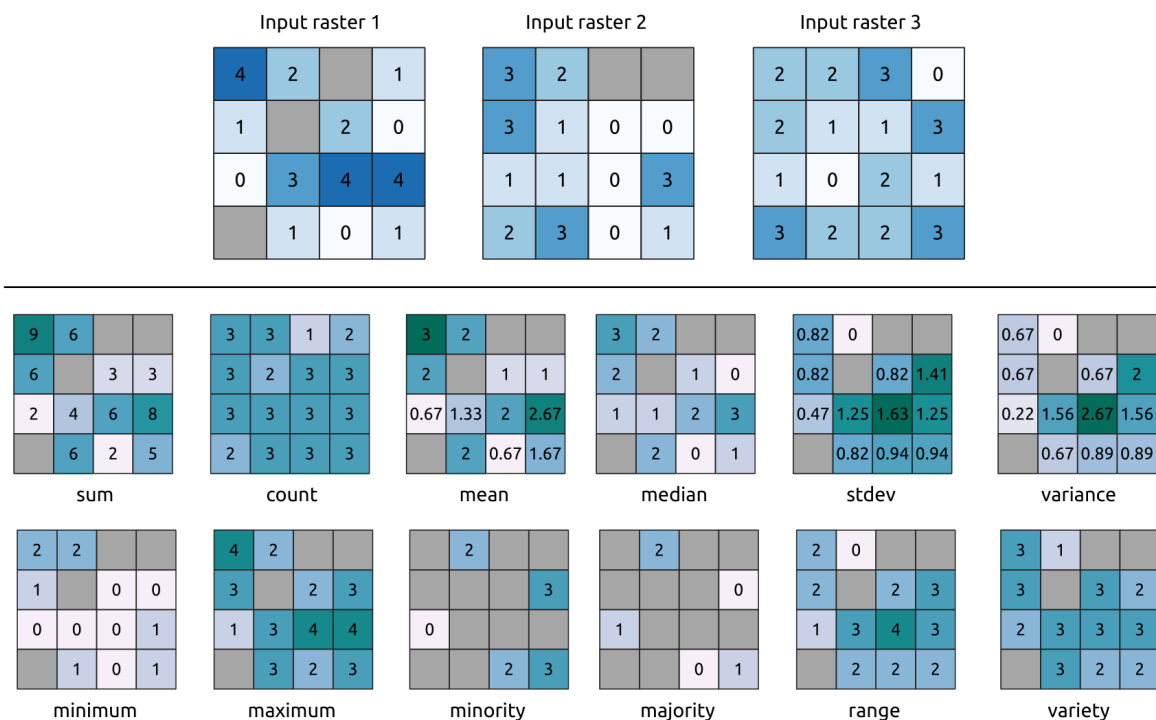 Input raster 1 Input raster 2 Input raster 3
4 2 1 3 2 2 2 3 0
1 2 0 3 1 0 0 2 1 1 3
0 3 4 4 1 1 0 3 1 0 2 1
1 0 1 2 3 0 1 3 2 2 3
9 6 3 3 1 2 3 2 3 2 0.82 0 0.67 0
6 3 3 3 2 3 3 2 1 1 2 1 0 0.82 0.82 1.41 0.67 0.67 2
2 4 6 8 3 3 3 3 0.67 1.33 2 2.67 1 1 2 3 0.47 1.25 1.63 1.25 0.22 1.56 2.67 1.56
6 2 5 2 3 3 3 2 0.67 1.67 2 0 1 0.82 0.94 0.94 0.67 0.89 0.89
sum count mean median stdev variance
2 2 4 2 2 2 2 0 3 1
1 0 0 3 2 3 3 0 2 2 3 3 3 2
0 0 0 1 1 3 4 4 0 1 1 3 4 3 2 3 3 3
1 0 1 3 2 3 2 3 0 1 2 2 2 3 2 2
minimum maximum minority majority range variety